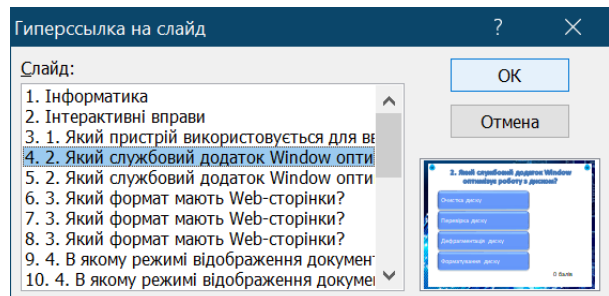 Гиперссылка на слайд
Слайд:
1. Інформатика
2. Інтерактивні вправи
3. 1. Який пристрій використовується для вв
4. 2. Який службовий додаток Window опти
5. 2. Який службовий додаток Window опти
6. 3. Який формат мають Web-сторінки?
7. 3. Який формат мають Web-сторінки?
8. 3. Який формат мають Web-сторінки?
9. 4. В якому режимі відображення документ
10. 4. В якому режимі відображення докумен
ОК
Отмена
2. Який службовий додаток Window
оптимізує роботу з диском?
Очистка диску
Перевірка диску
Дефрагментація диску
Форматування диску
0 балів